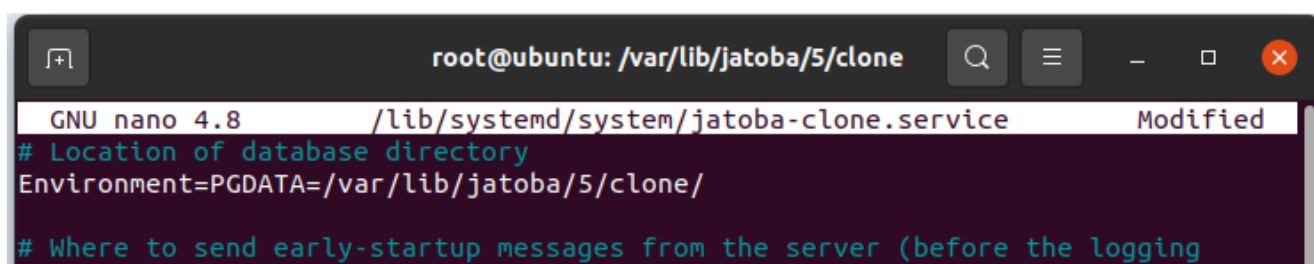 root@ubuntu: /var/lib/jatoba/5/clone
GNU nano 4.8 /lib/systemd/system/jatoba-clone.service Modified
# Location of database directory
Environment=PGDATA=/var/lib/jatoba/5/clone/
# Where to send early-startup messages from the server (before the logging